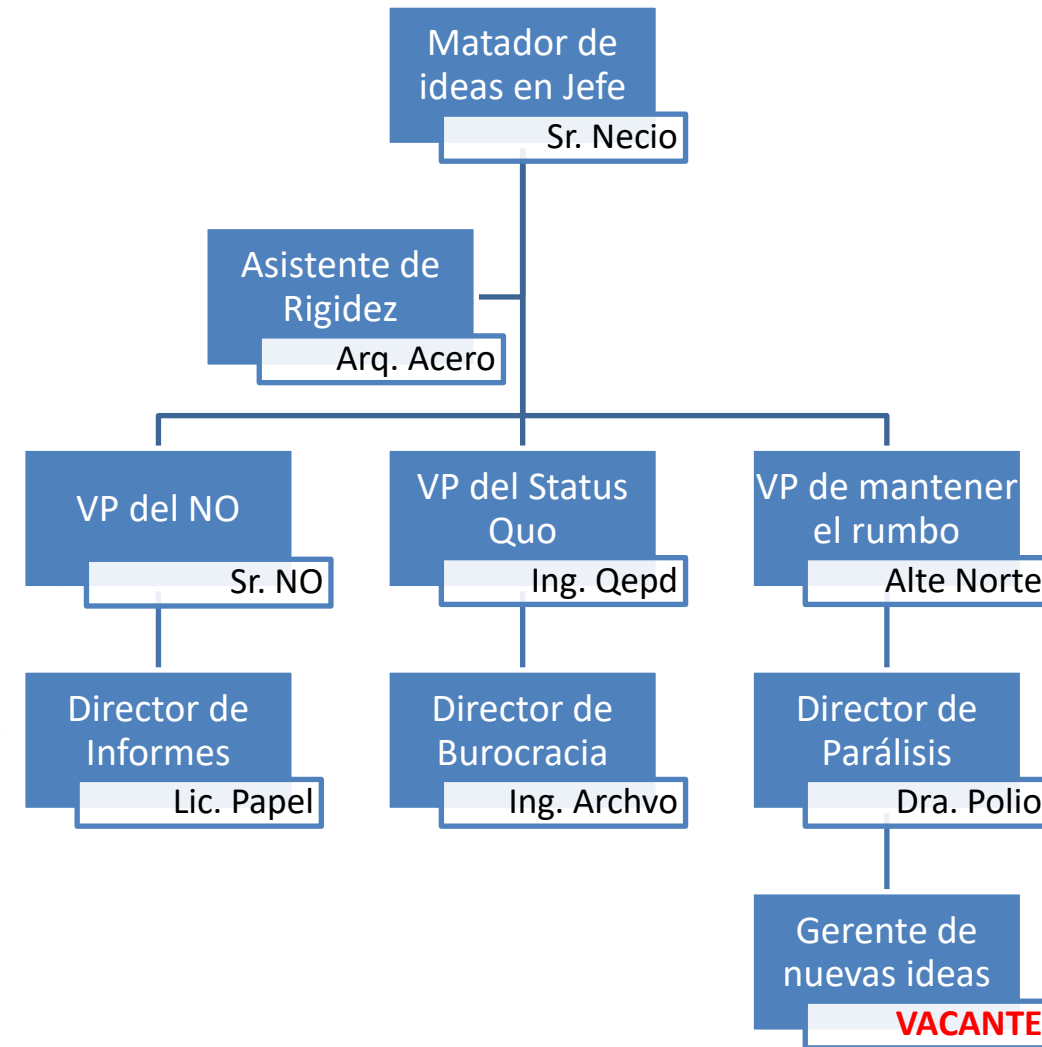 Matador de
ideas en Jefe
Sr. Necio
Asistente de
Rigidez
Arq. Acero
VP del NO
Sr. NO
VP del Status
Quo
Ing. Qepd
VP de mantener
el rumbo
Alte Norte
Director de
Informes
Lic. Papel
Director de
Burocracia
Ing. Archvo
Director de
Parálisis
Dra. Polio
Gerente de
nuevas ideas
VACANTE